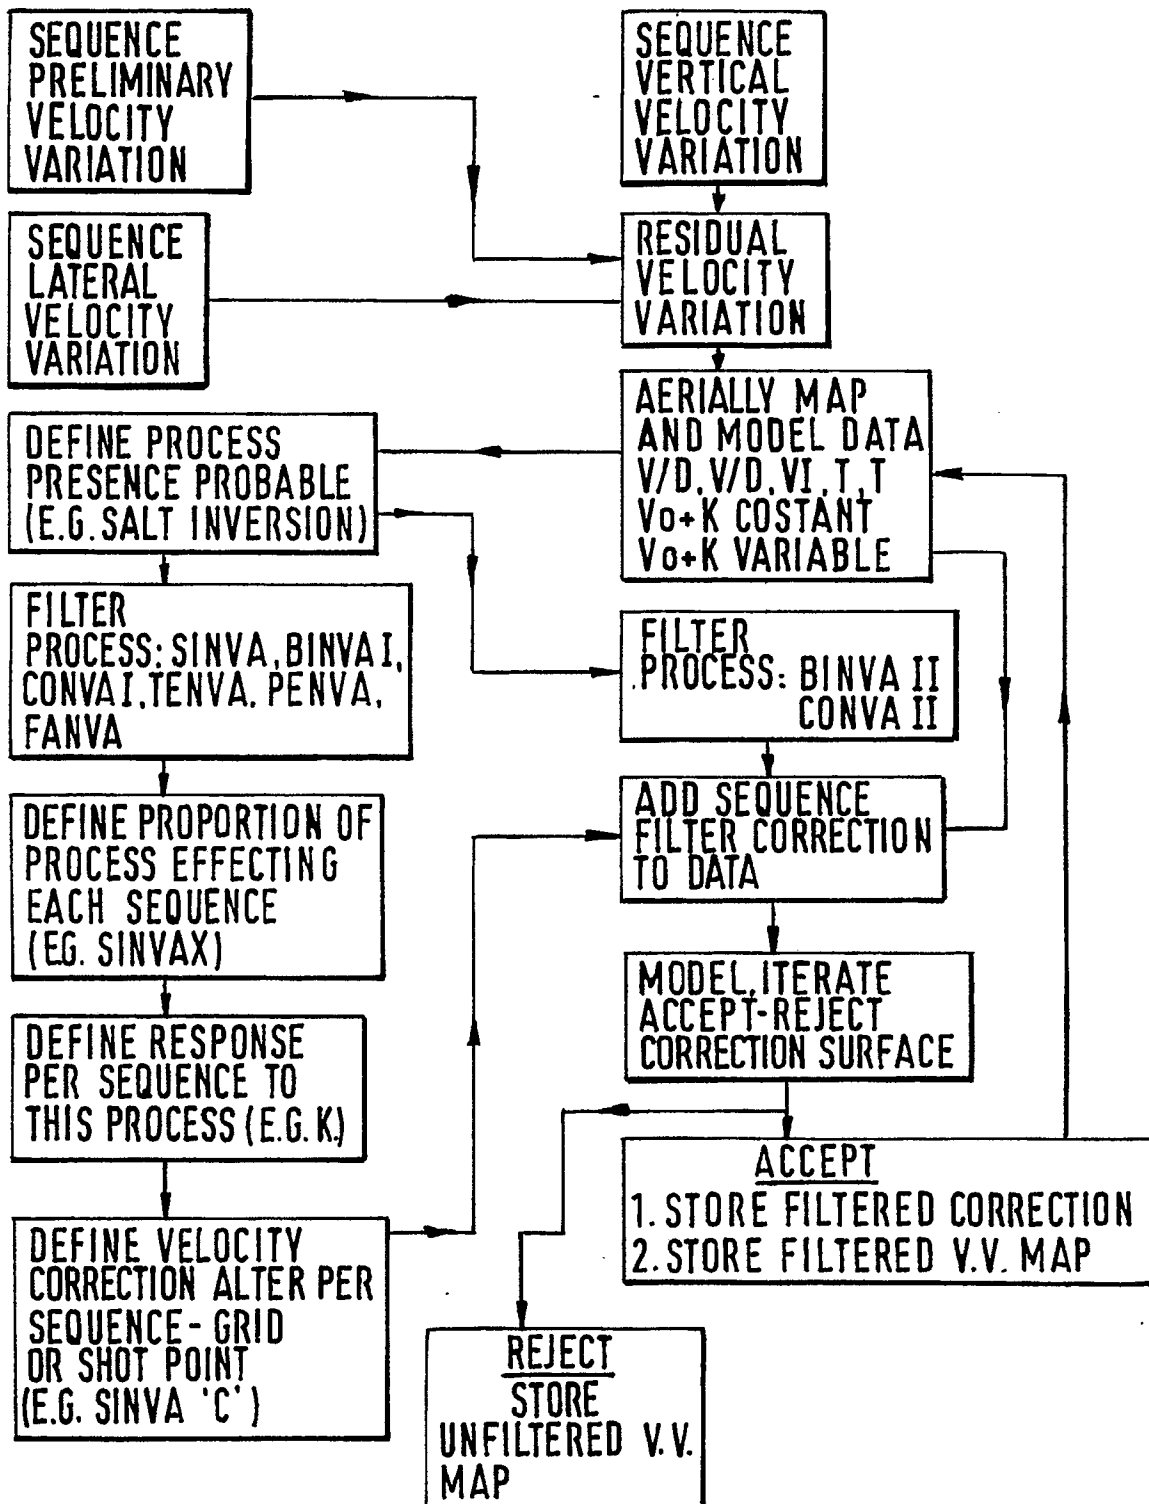 SEQUENCE
PRELIMINARY
VELOCITY
VARIATION
SEQUENCE
VERTICAL
VELOCITY
VARIATION
SEQUENCE
LATERAL
VELOCITY
VARIATION
RESIDUAL
VELOCITY
VARIATION
AERIALLY MAP
AND MODEL DATA
V/D, V/D, VI, T, T
Vo+K COSTANT
Vo+K VARIABLE
DEFINE PROCESS
PRESENCE PROBABLE
(E.G. SALT INVERSION)
FILTER
PROCESS: SINVA, BINVA I,
CONVA I, TENVA, PENVA,
FANVA
FILTER
PROCESS: BINVA II
CONVA II
DEFINE PROPORTION OF
PROCESS EFFECTING
EACH SEQUENCE
(EG. SINVAX)
ADD SEQUENCE
FILTER CORRECTION
TO DATA
DEFINE RESPONSE
PER SEQUENCE TO
THIS PROCESS (E.G. K.)
MODEL, ITERATE
ACCEPT-REJECT
CORRECTION SURFACE
DEFINE VELOCITY
CORRECTION ALTER PER
SEQUENCE- GRID
OR SHOT POINT
(E.G. SINVA 'C')
ACCEPT
1. STORE FILTERED CORRECTION
2. STORE FILTERED V.V. MAP
REJECT
STORE
UNFILTERED V.V.
MAP